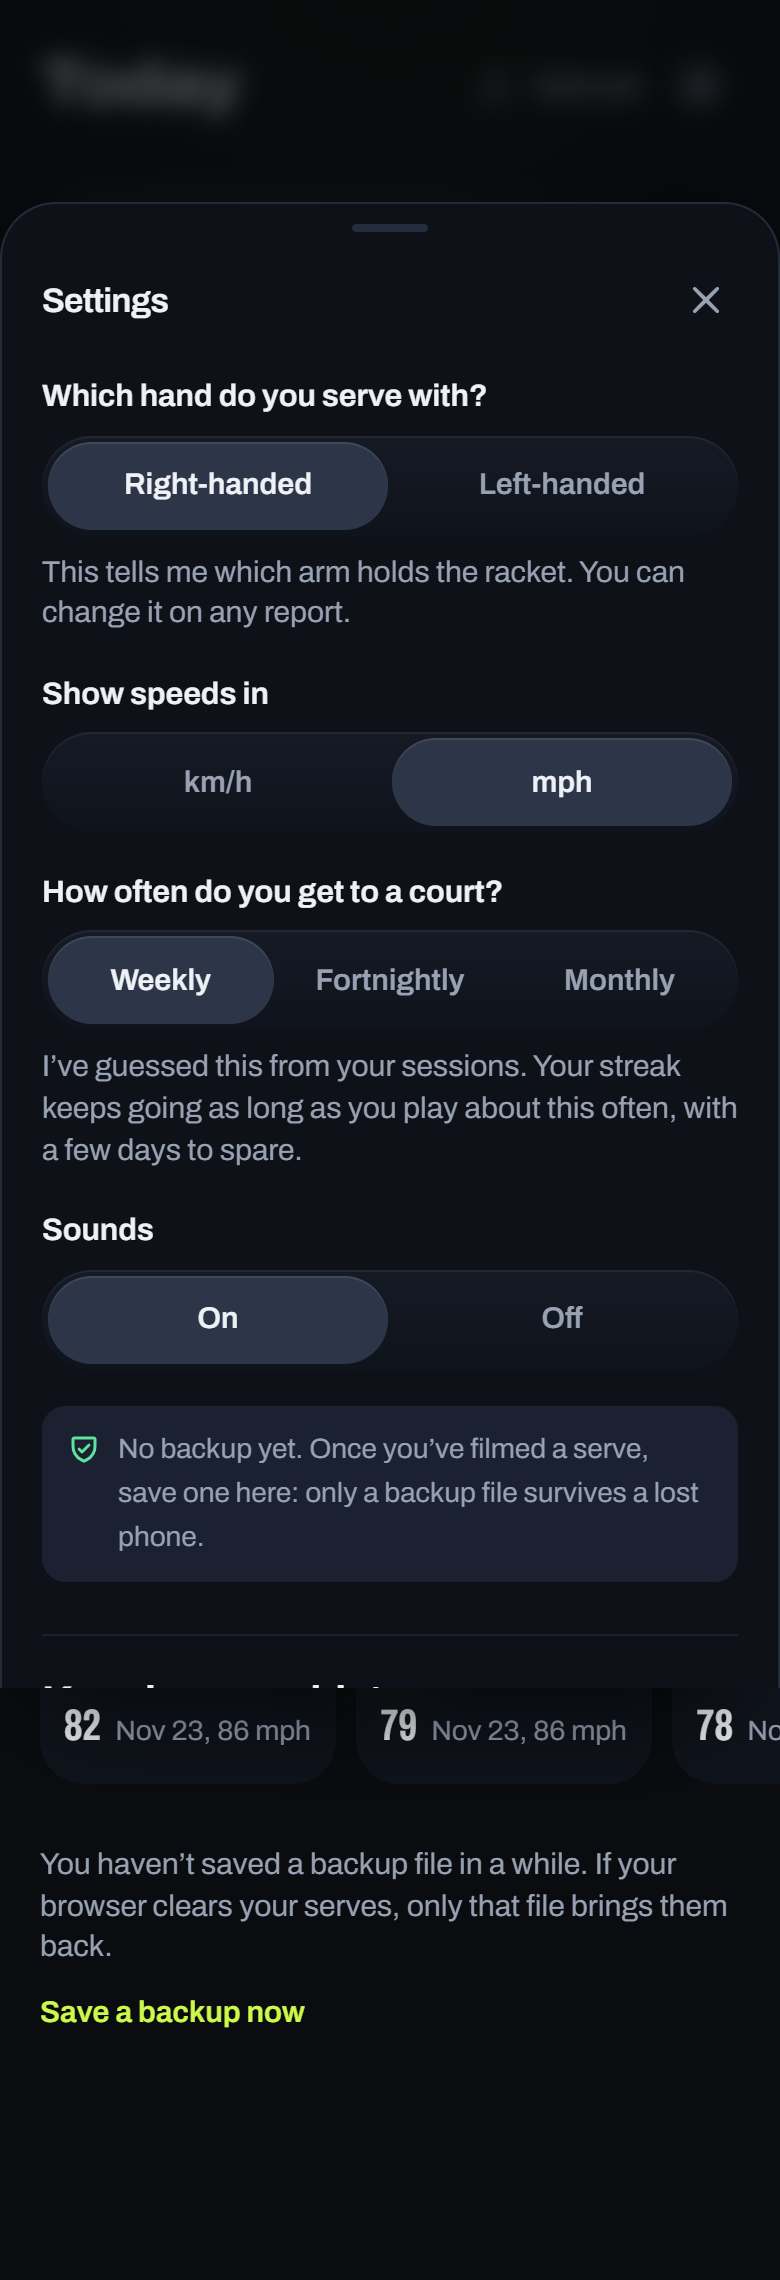 Today
Settings
Which hand do you serve with?
Right-handed
Left-handed
This tells me which arm holds the racket. You can
change it on any report.
Show speeds in
km/h
mph
How often do you get to a court?
Weekly
Fortnightly
Monthly
I’ve guessed this from your sessions. Your streak
keeps going as long as you play about this often, with
a few days to spare.
Sounds
On
Off
No backup yet. Once you’ve filmed a serve,
save one here: only a backup file survives a lost
phone.
82 Nov 23, 86 mph
79 Nov 23, 86 mph
78
You haven’t saved a backup file in a while. If your
browser clears your serves, only that file brings them
back.
Save a backup now